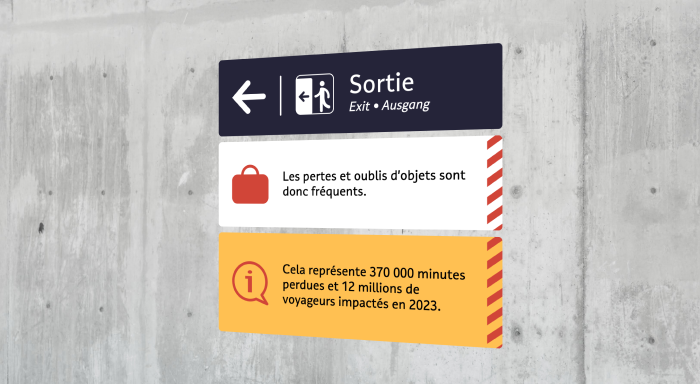 Sortie
Exit • Ausgang
Les pertes et oublis d'objets sont
donc fréquents.
Cela représente 370 000 minutes
perdues et 12 millions de
voyageurs impactés en 2023.